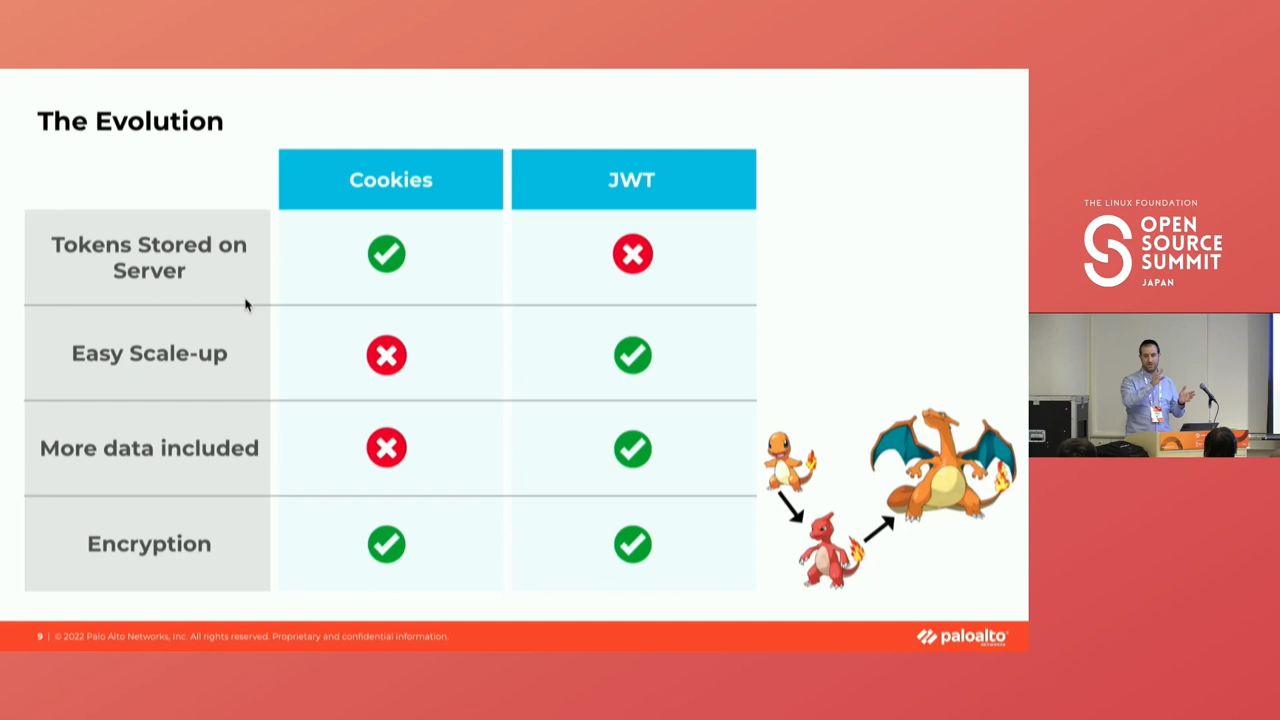 The Evolution
Cookies
JWT
Tokens Stored on
Server
Easy Scale-up
More data included
Encryption
9 | © 2022 Palo Alto Networks, Inc. All rights reserved. Proprietary and confidential information.
paloalto
NETWORKS
THE LINUX FOUNDATION
OPEN
SOURCE
SUMMIT
JAPAN